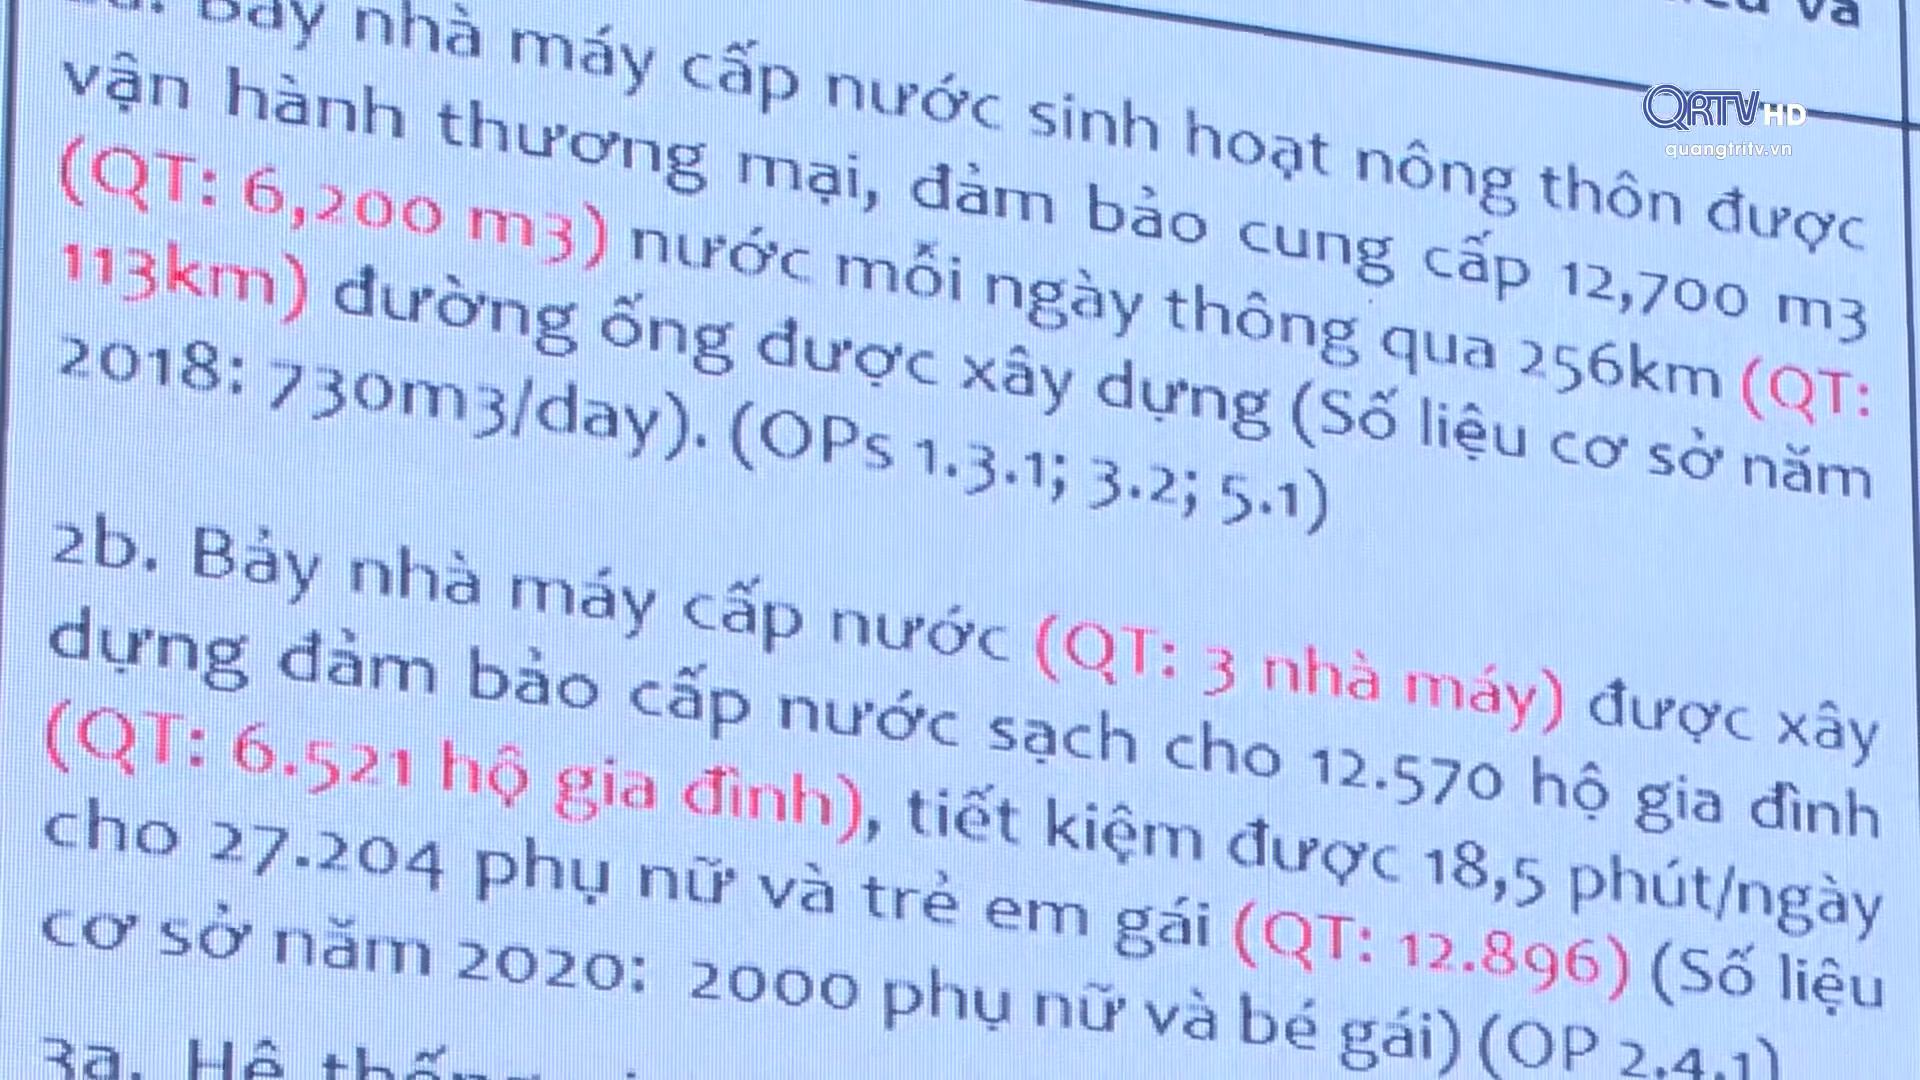 và
Bảy nhà máy cấp nước sinh hoạt nông thôn được
vận hành thương mại, đảm bảo cung cấp 12,700 m3
(QT: 6,200 m3) nước mỗi ngày thông qua 256km (QT:
113km) đường ống được xây dựng (Số liệu cơ sở năm
2018: 730m3/day). (OPs 1.3.1; 3.2; 5.1)
2b. Bảy nhà máy cấp nước (QT: 3 nhà máy) được xây
dựng đảm bảo cấp nước sạch cho 12.570 hộ gia đình
(QT: 6.521 hộ gia đình), tiết kiệm được 18,5 phút/ngày
cho 27.204 phụ nữ và trẻ em gái (QT: 12.896) (Số liệu
cơ sở năm 2020: 2000 phụ nữ và bé gái) (OP 2.4.1)
3a. Hệ thống
QRTV HD
quangtritv.vn